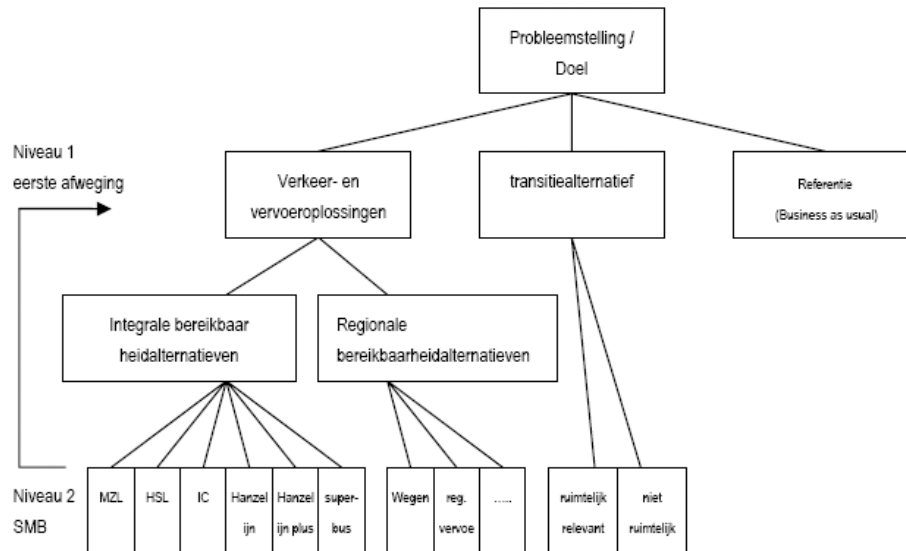 Probleemstelling /
Doel
Niveau 1
eerste afweging
Verkeer- en
vervoeroplossingen
transitiealternatief
Referentie
(Business as usual)
Integrale bereikbaar
heidalternatieven
Regionale
bereikbaarheidalternatieven
Niveau 2
SMB
MZL
HSL
IC
Hanzel
ijn
Hanzel
ijn plus
super-
bus
Wegen
reg.
vervoe
.....
ruimtelijk
relevant
niet
ruimtelijk